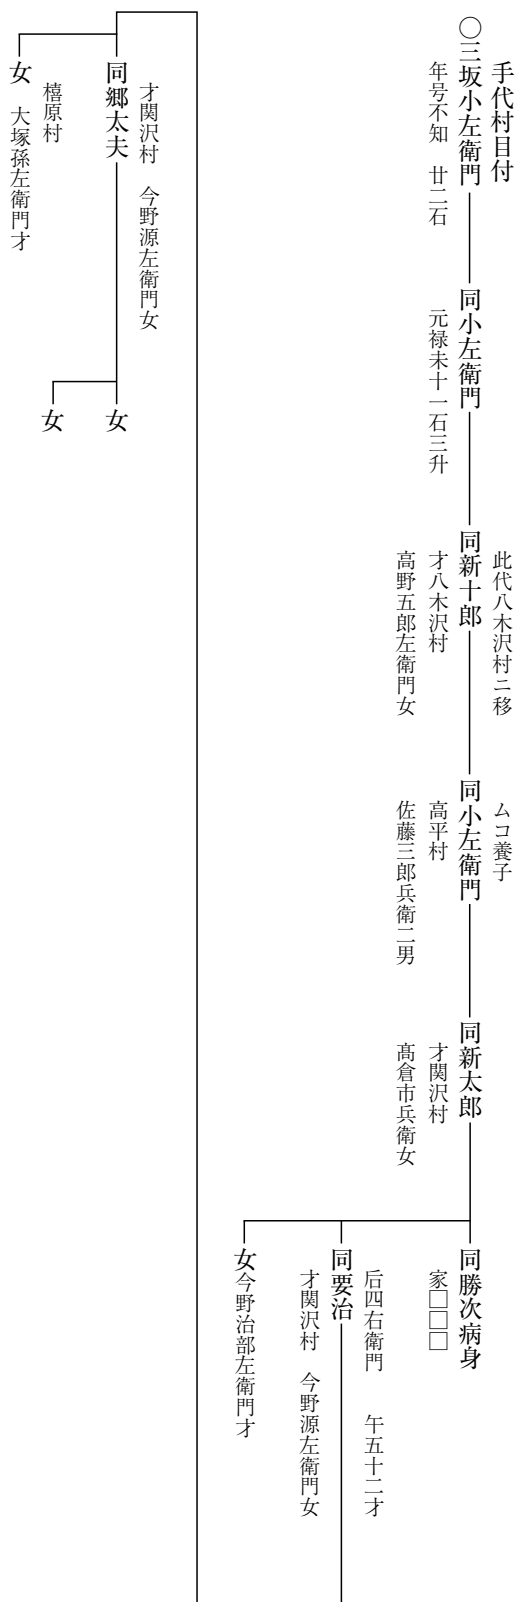 手代村目付
〇三坂小左衛門
年号不知　廿二石
同小左衛門
元禄未十一石三升
此代八木沢村ニ移
同新十郎
才八木沢村
高野五郎左衛門女
ムコ養子
同小左衛門
高平村
佐藤三郎兵衛二男
同新太郎
才関沢村
髙倉市兵衛女
同勝次病身
家□□□
后四右衛門　午五十二才
同要治
才関沢村　今野源左衛門女
女今野治部左衛門才
才関沢村　今野源左衛門女
同郷太夫
橲原村
女　大塚孫左衛門才
女
女